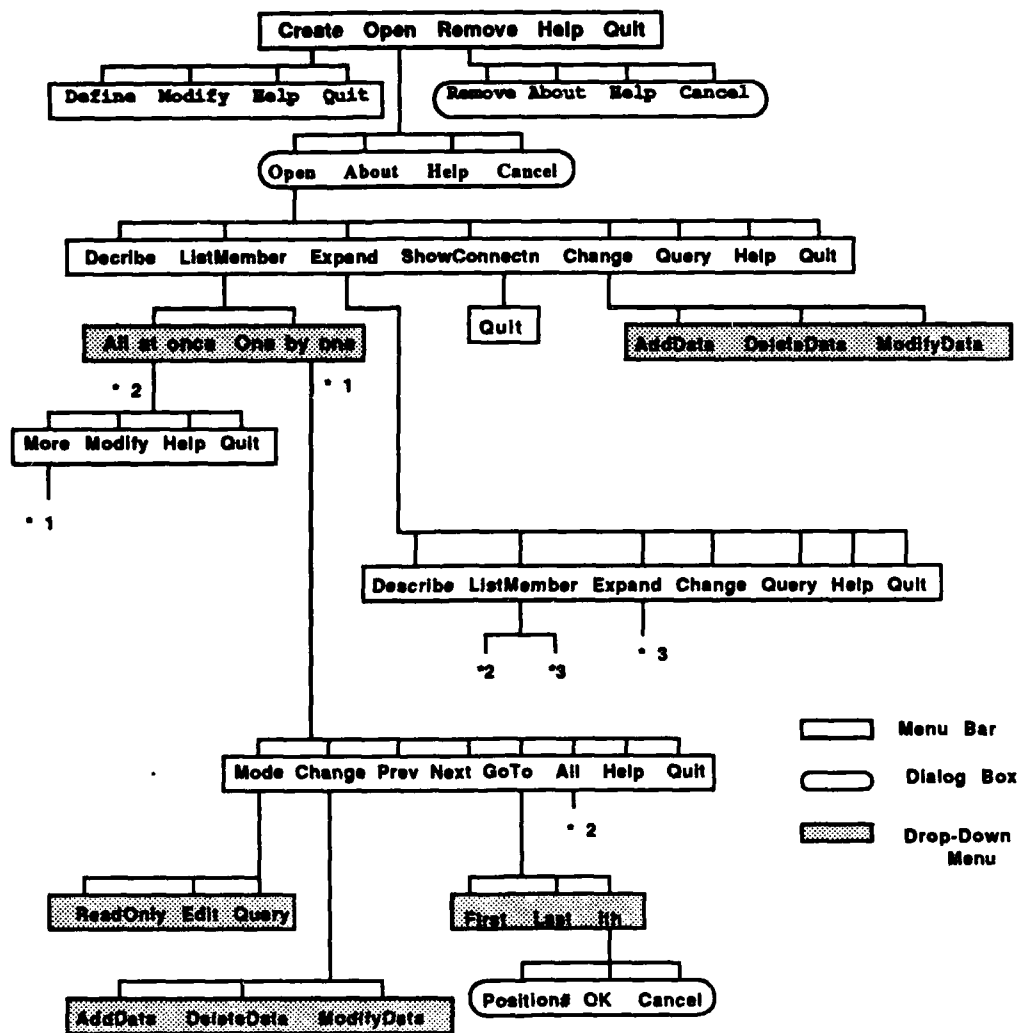 Create Open Remove Help Quit
Define Modify Help Quit
Remove About Help Cancel
Open About Help Cancel
Decribe ListMember Expand ShowConnectn Change Query Help Quit
All at once One by one
Quit
AddData DeleteData ModifyData
* 2
* 1
More Modify Help Quit
* 1
Describe ListMember Expand Change Query Help Quit
*2
*3
* 3
Menu Bar
Mode Change Prev Next GoTo All Help Quit
Dialog Box
* 2
Drop-Down
Menu
ReadOnly Edit Query
First Last ith
Position# OK Cancel
AddData DeleteData ModifyData